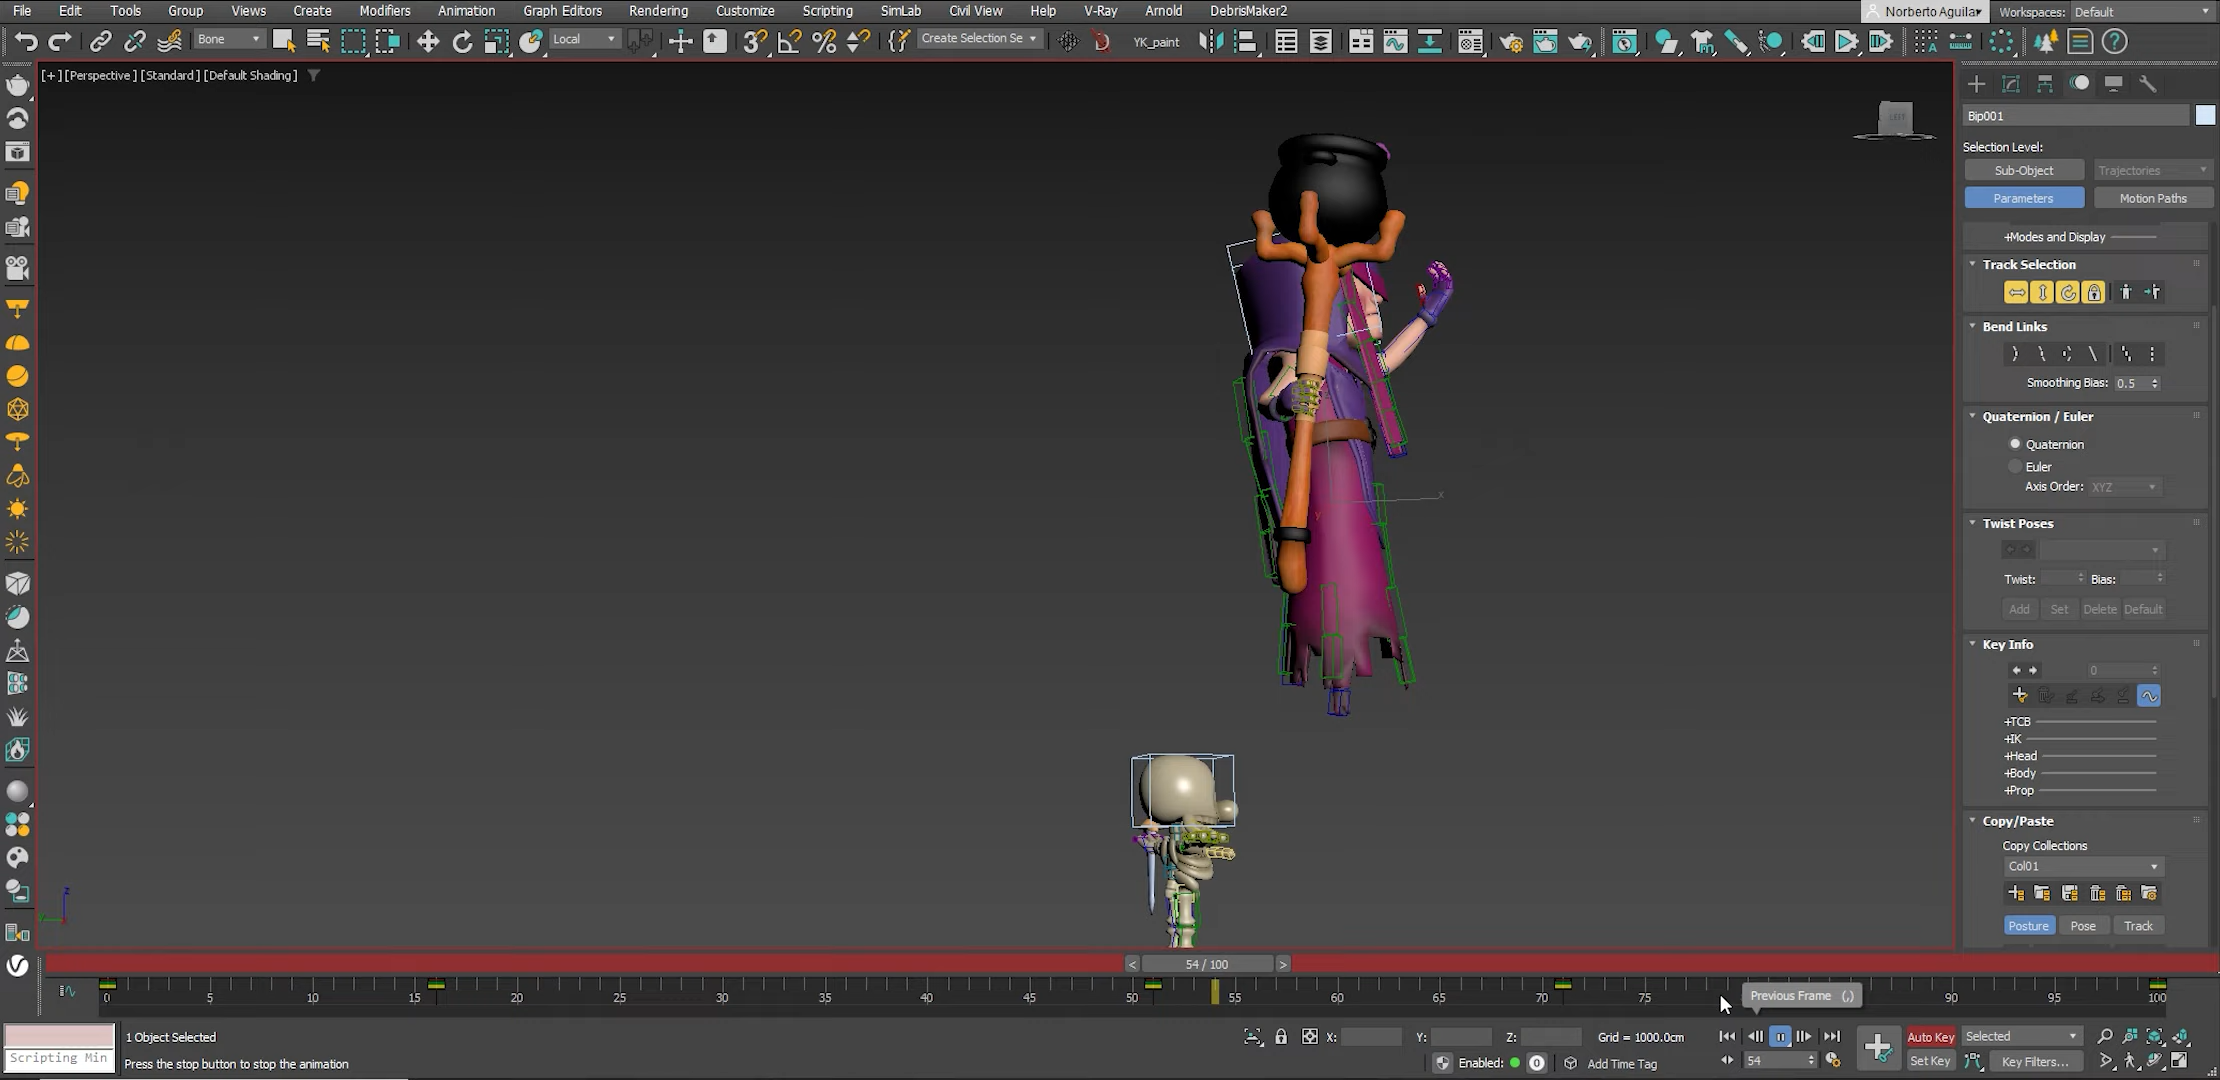 File Edit Tools Group Views Create Modifiers Animation Graph Editors Rendering Customize Scripting SimLab Civil View Help V-Ray Arnold DebrisMaker2 Norberto Aguilar Workspaces: Default
Bone Local Create Selection Se YK_paint
[+] [Perspective] [Standard] [Default Shading]
LEFT
Bip001
Selection Level:
Sub-Object Trajectories
Parameters Motion Paths
+Modes and Display
Track Selection
Bend Links
Smoothing Bias: 0.5
Quaternion / Euler
Quaternion
Euler
Axis Order: XYZ
Twist Poses
Twist: Bias:
Add Set Delete Default
Key Info
0
+TCB
+IK
+Head
+Body
+Prop
Copy/Paste
Copy Collections
Col01
Posture Pose Track
x
z
< 54 / 100 >
0 5 10 15 20 25 30 35 40 45 50 55 60 65 70 75 90 95 100
Previous Frame (,)
1 Object Selected X: Y: Z: Grid = 1000.0cm Auto Key Selected
Scripting Min Press the stop button to stop the animation Enabled: 0 Add Time Tag 54 Set Key Key Filters...